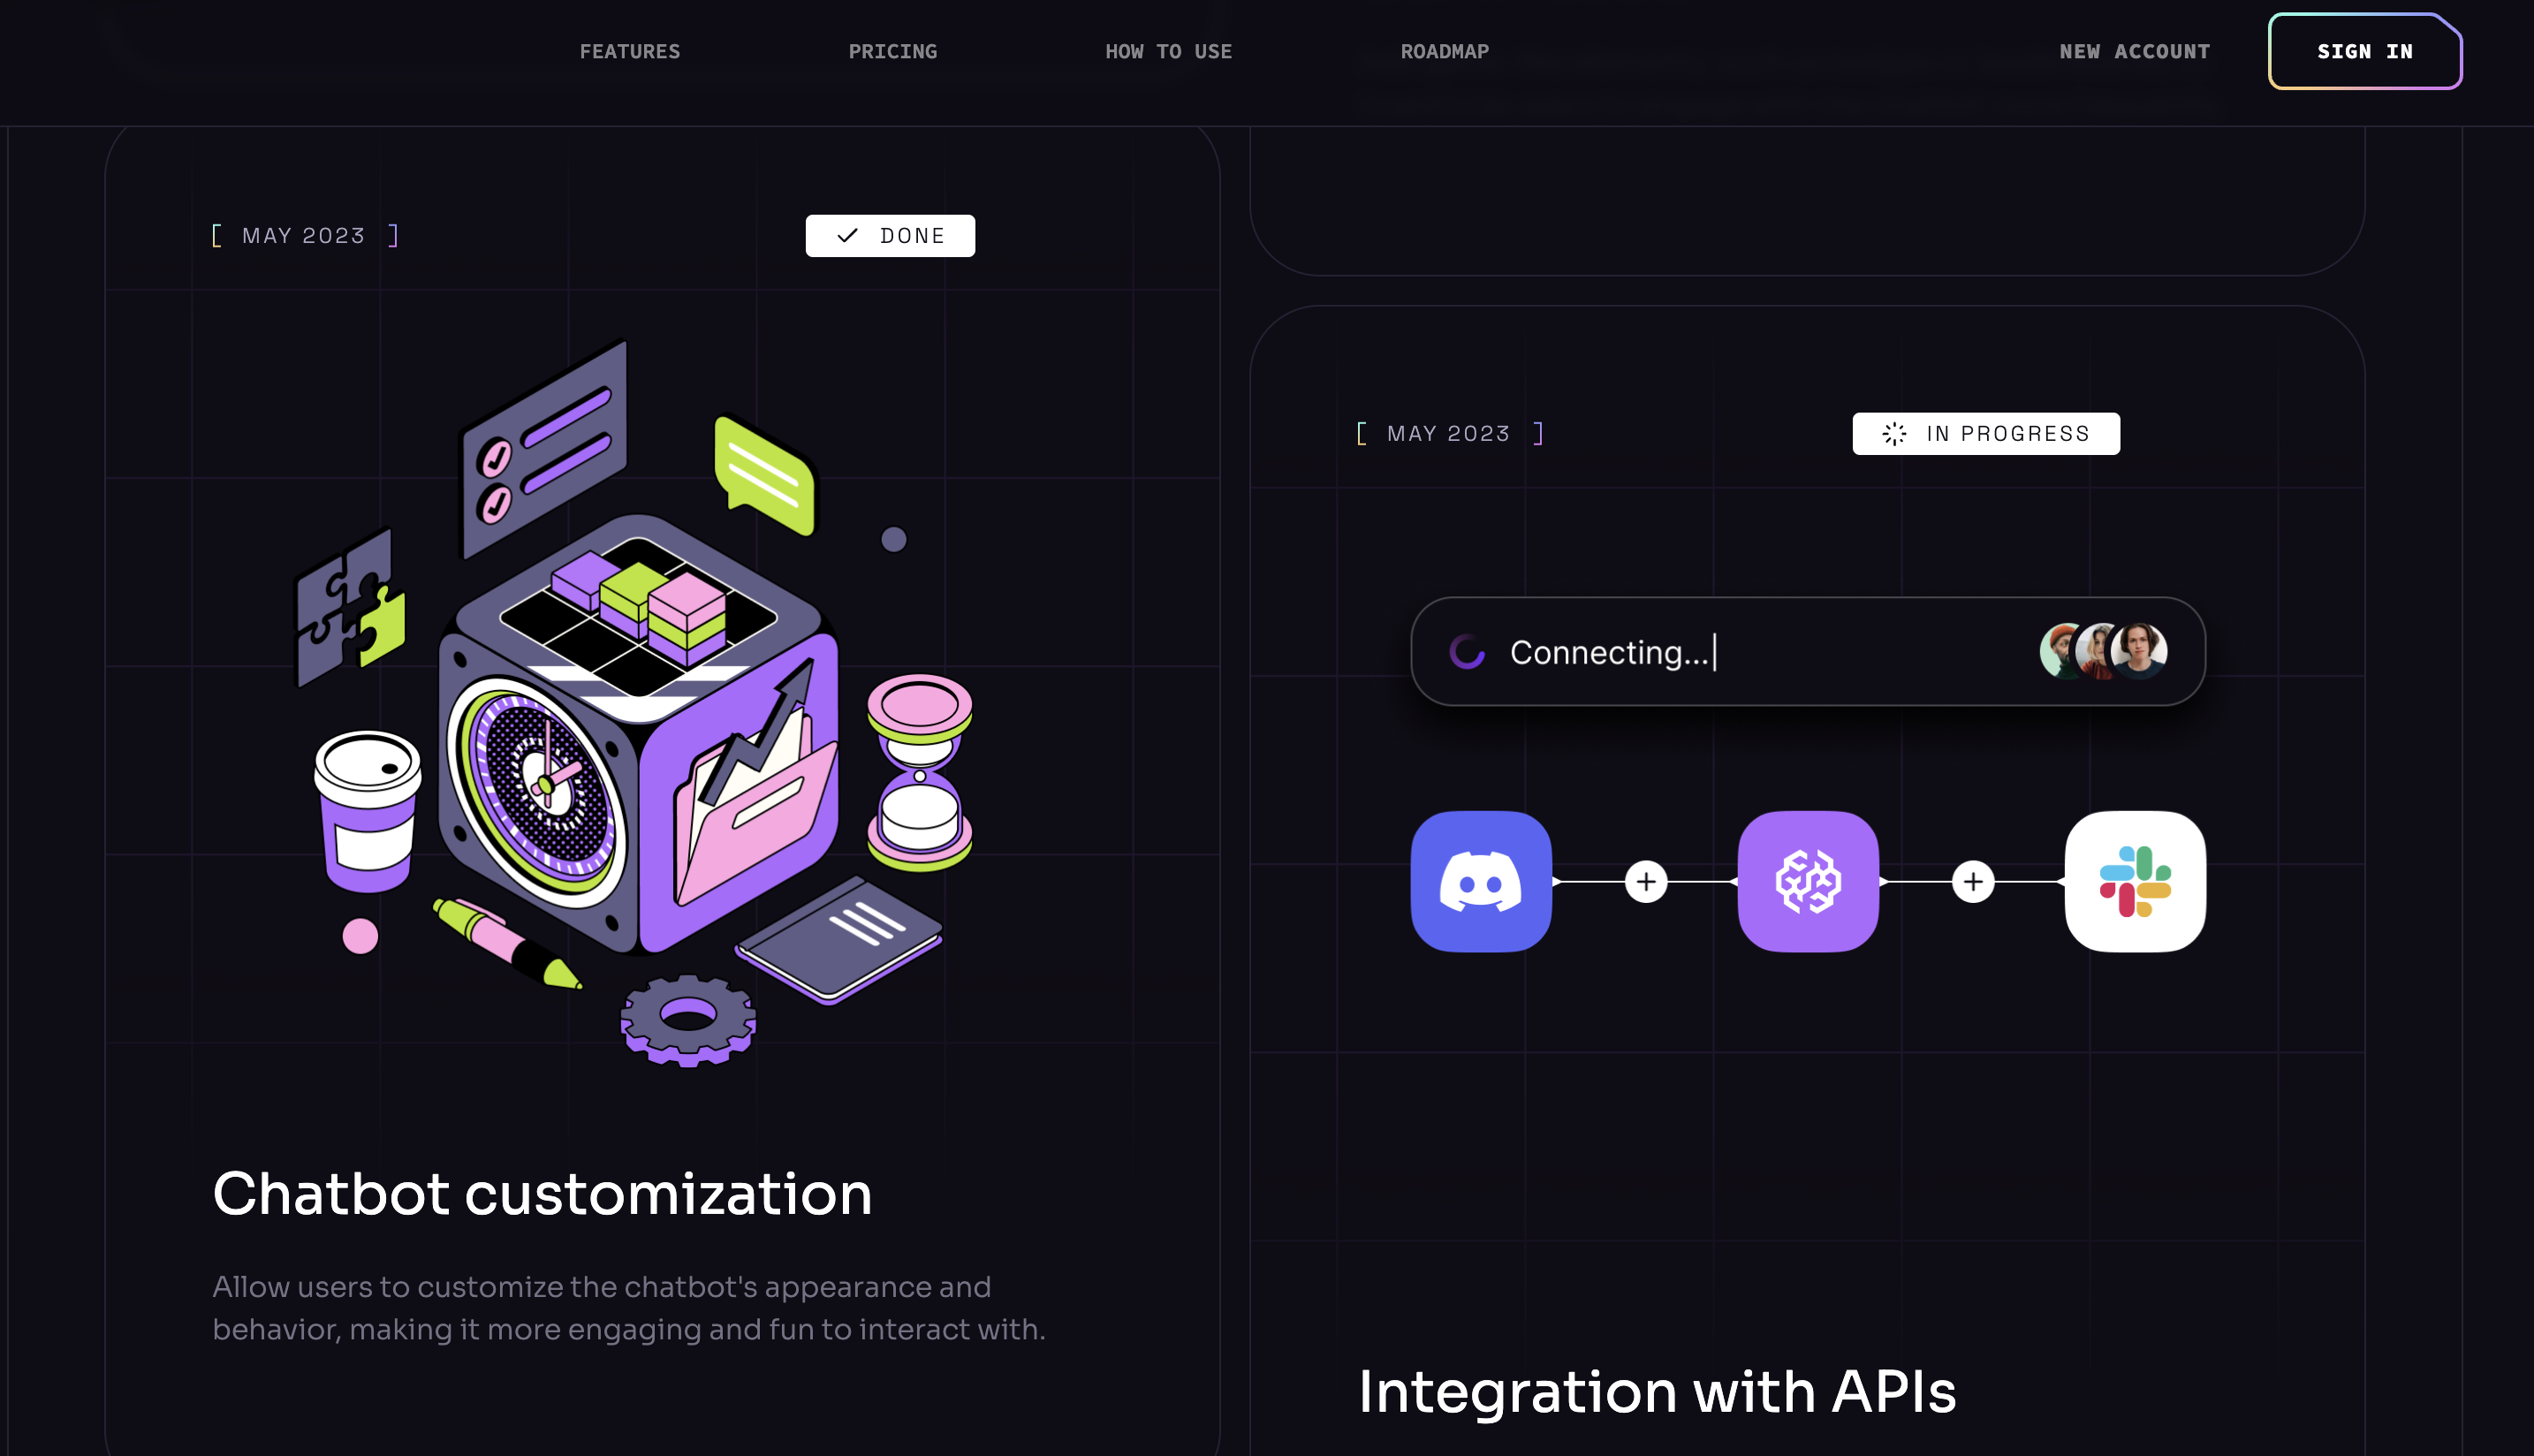 FEATURES
PRICING
HOW TO USE
ROADMAP
NEW ACCOUNT
SIGN IN
[ MAY 2023 ]
DONE
Chatbot customization
Allow users to customize the chatbot's appearance and
behavior, making it more engaging and fun to interact with.
[ MAY 2023 ]
IN PROGRESS
Connecting...|
Integration with APIs